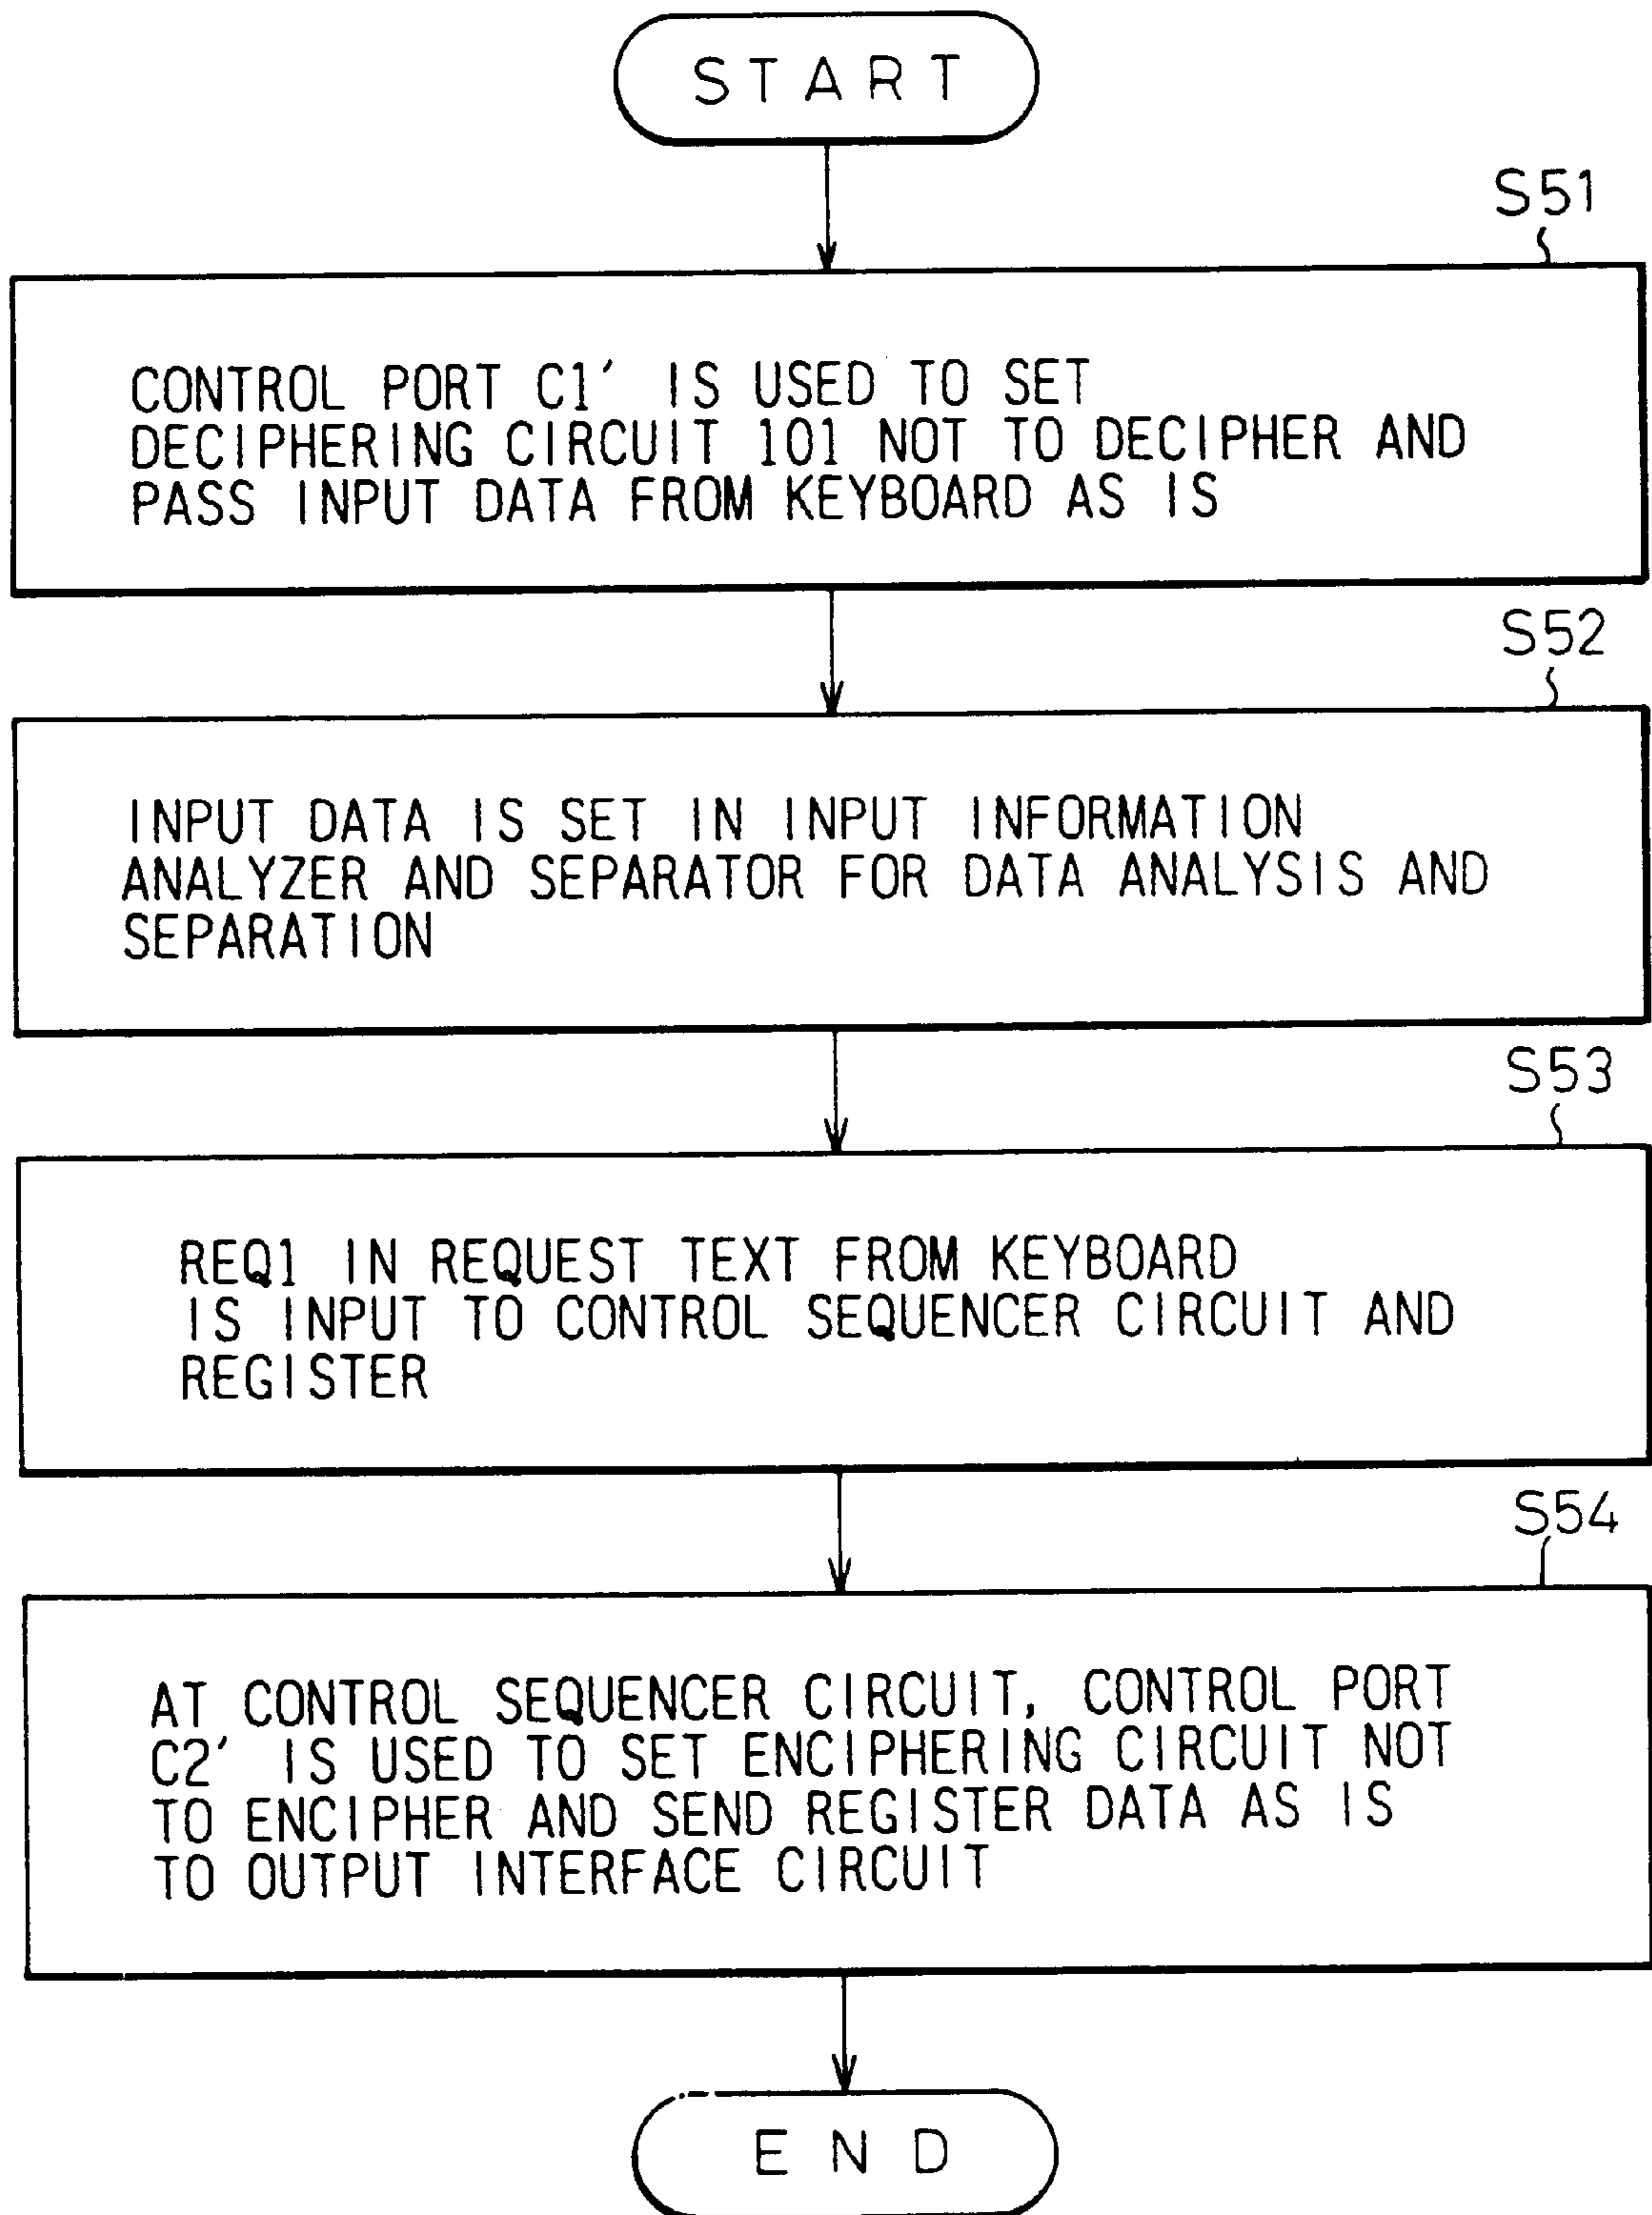 START
S51
CONTROL PORT C1' IS USED TO SET
DECIPHERING CIRCUIT 101 NOT TO DECIPHER AND
PASS INPUT DATA FROM KEYBOARD AS IS
S52
INPUT DATA IS SET IN INPUT INFORMATION
ANALYZER AND SEPARATOR FOR DATA ANALYSIS AND
SEPARATION
S53
REQ1 IN REQUEST TEXT FROM KEYBOARD
IS INPUT TO CONTROL SEQUENCER CIRCUIT AND
REGISTER
S54
AT CONTROL SEQUENCER CIRCUIT, CONTROL PORT
C2' IS USED TO SET ENCIPHERING CIRCUIT NOT
TO ENCIPHER AND SEND REGISTER DATA AS IS
TO OUTPUT INTERFACE CIRCUIT
END